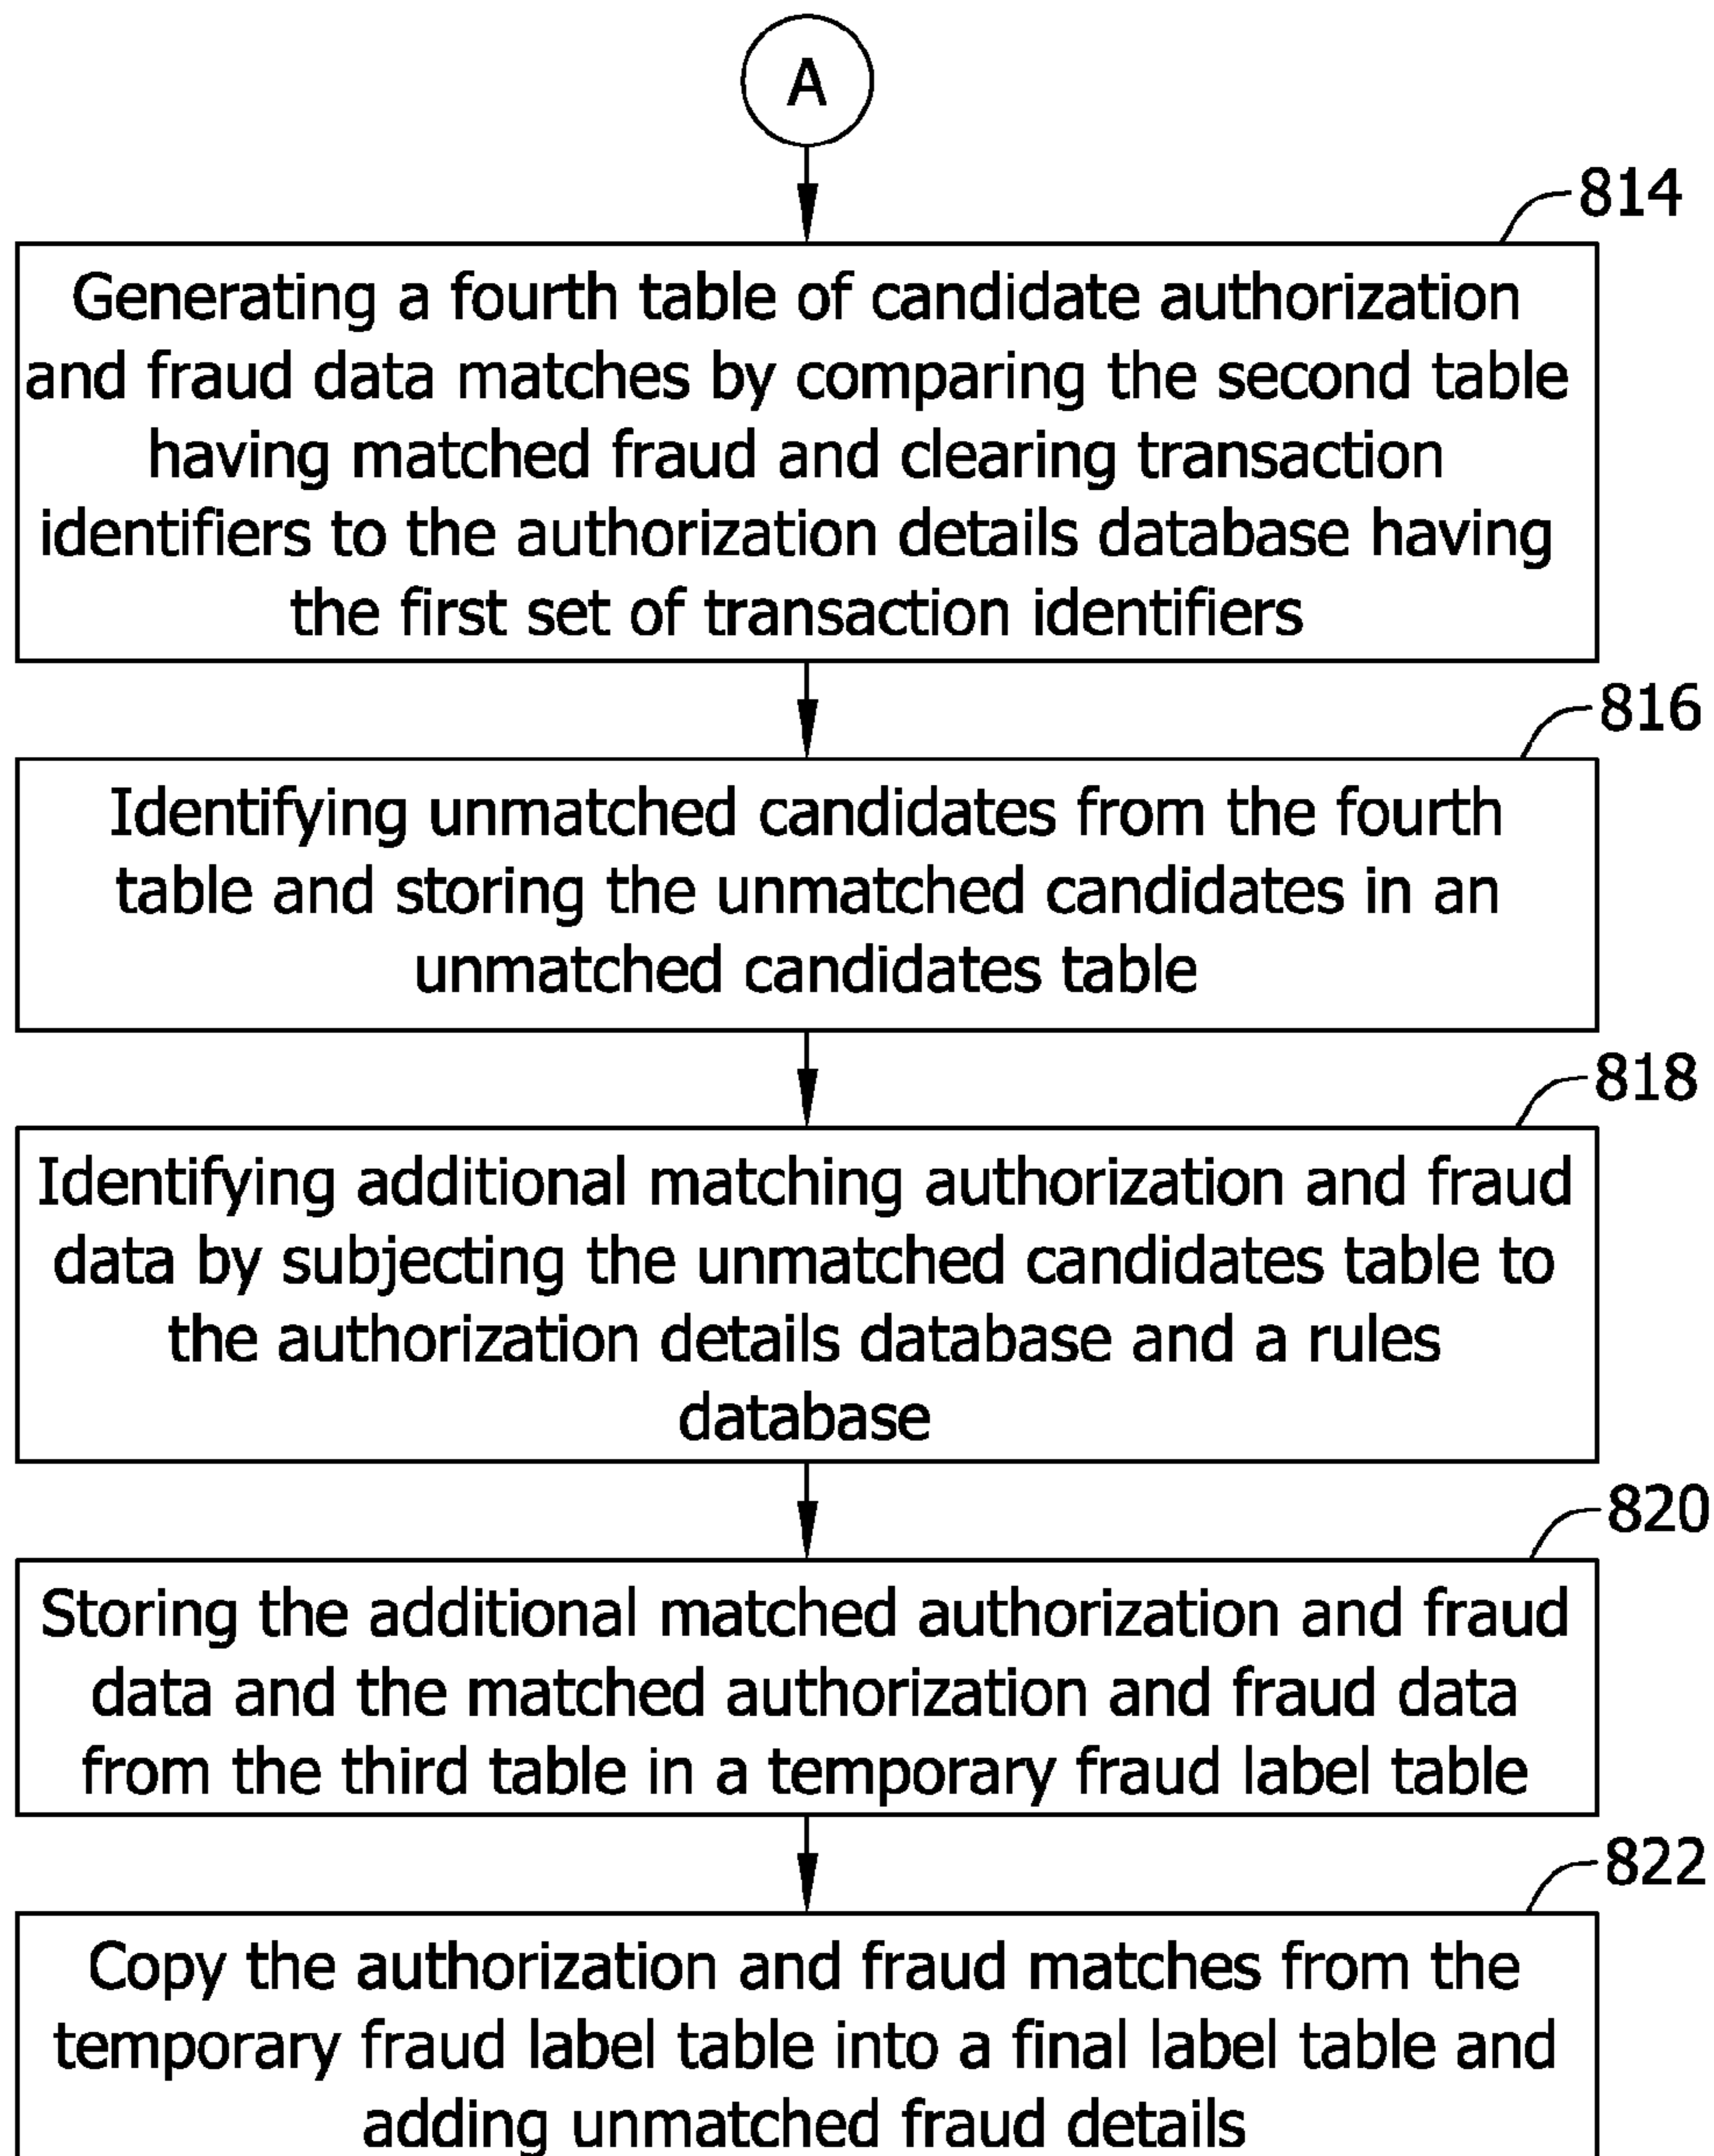 A
814
Generating a fourth table of candidate authorization
and fraud data matches by comparing the second table
having matched fraud and clearing transaction
identifiers to the authorization details database having
the first set of transaction identifiers
816
Identifying unmatched candidates from the fourth
table and storing the unmatched candidates in an
unmatched candidates table
818
Identifying additional matching authorization and fraud
data by subjecting the unmatched candidates table to
the authorization details database and a rules
database
820
Storing the additional matched authorization and fraud
data and the matched authorization and fraud data
from the third table in a temporary fraud label table
822
Copy the authorization and fraud matches from the
temporary fraud label table into a final label table and
adding unmatched fraud details